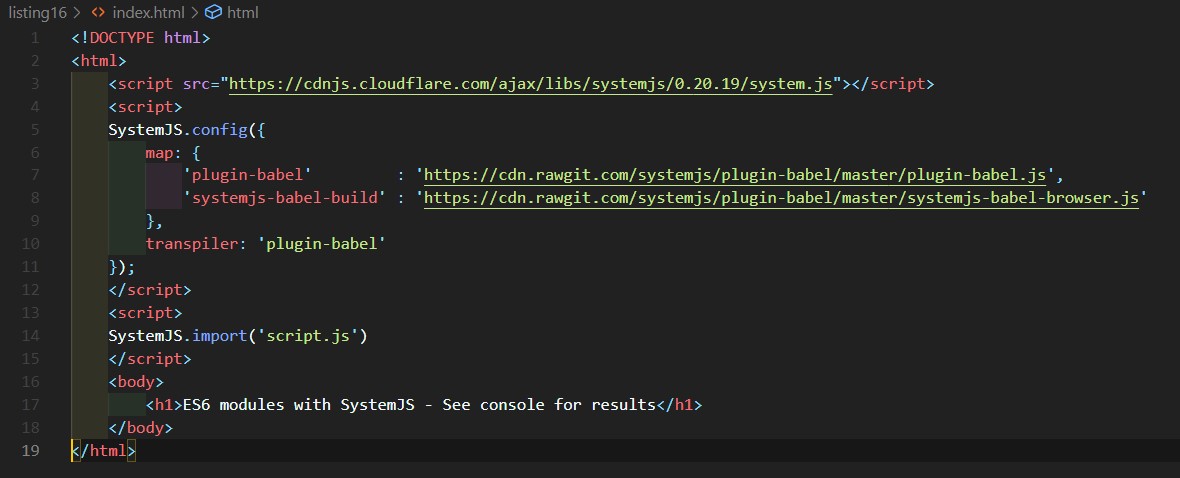 listing16 > <> index.html > html
1 <!DOCTYPE html>
2 <html>
3     <script src="https://cdnjs.cloudflare.com/ajax/libs/systemjs/0.20.19/system.js"></script>
4     <script>
5     SystemJS.config({
6         map: {
7             'plugin-babel'         : 'https://cdn.rawgit.com/systemjs/plugin-babel/master/plugin-babel.js',
8             'systemjs-babel-build' : 'https://cdn.rawgit.com/systemjs/plugin-babel/master/systemjs-babel-browser.js'
9         },
10         transpiler: 'plugin-babel'
11     });
12     </script>
13     <script>
14     SystemJS.import('script.js')
15     </script>
16     <body>
17         <h1>ES6 modules with SystemJS - See console for results</h1>
18     </body>
19 </html>